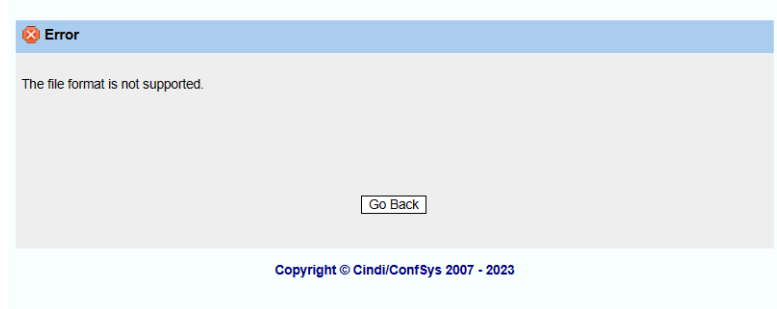 Error
The file format is not supported.
Go Back
Copyright © Cindi/ConfSys 2007 - 2023